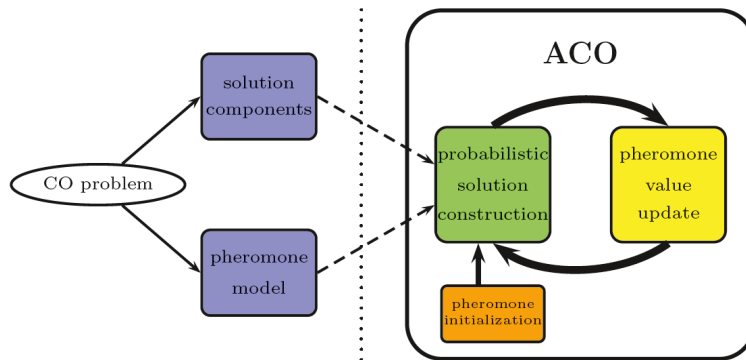 ACO
solution
components
CO problem
pheromone
model
probabilistic
solution
construction
pheromone
value
update
pheromone
initialization